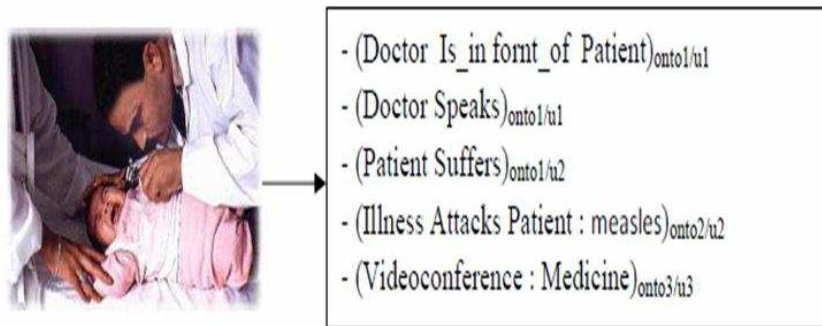 - (Doctor Is_in fornt_of Patient)onto1/u1
- (Doctor Speaks)onto1/u1
- (Patient Suffers)onto1/u2
- (Illness Attacks Patient : measles)onto2/u2
- (Videoconference : Medicine)onto3/u3